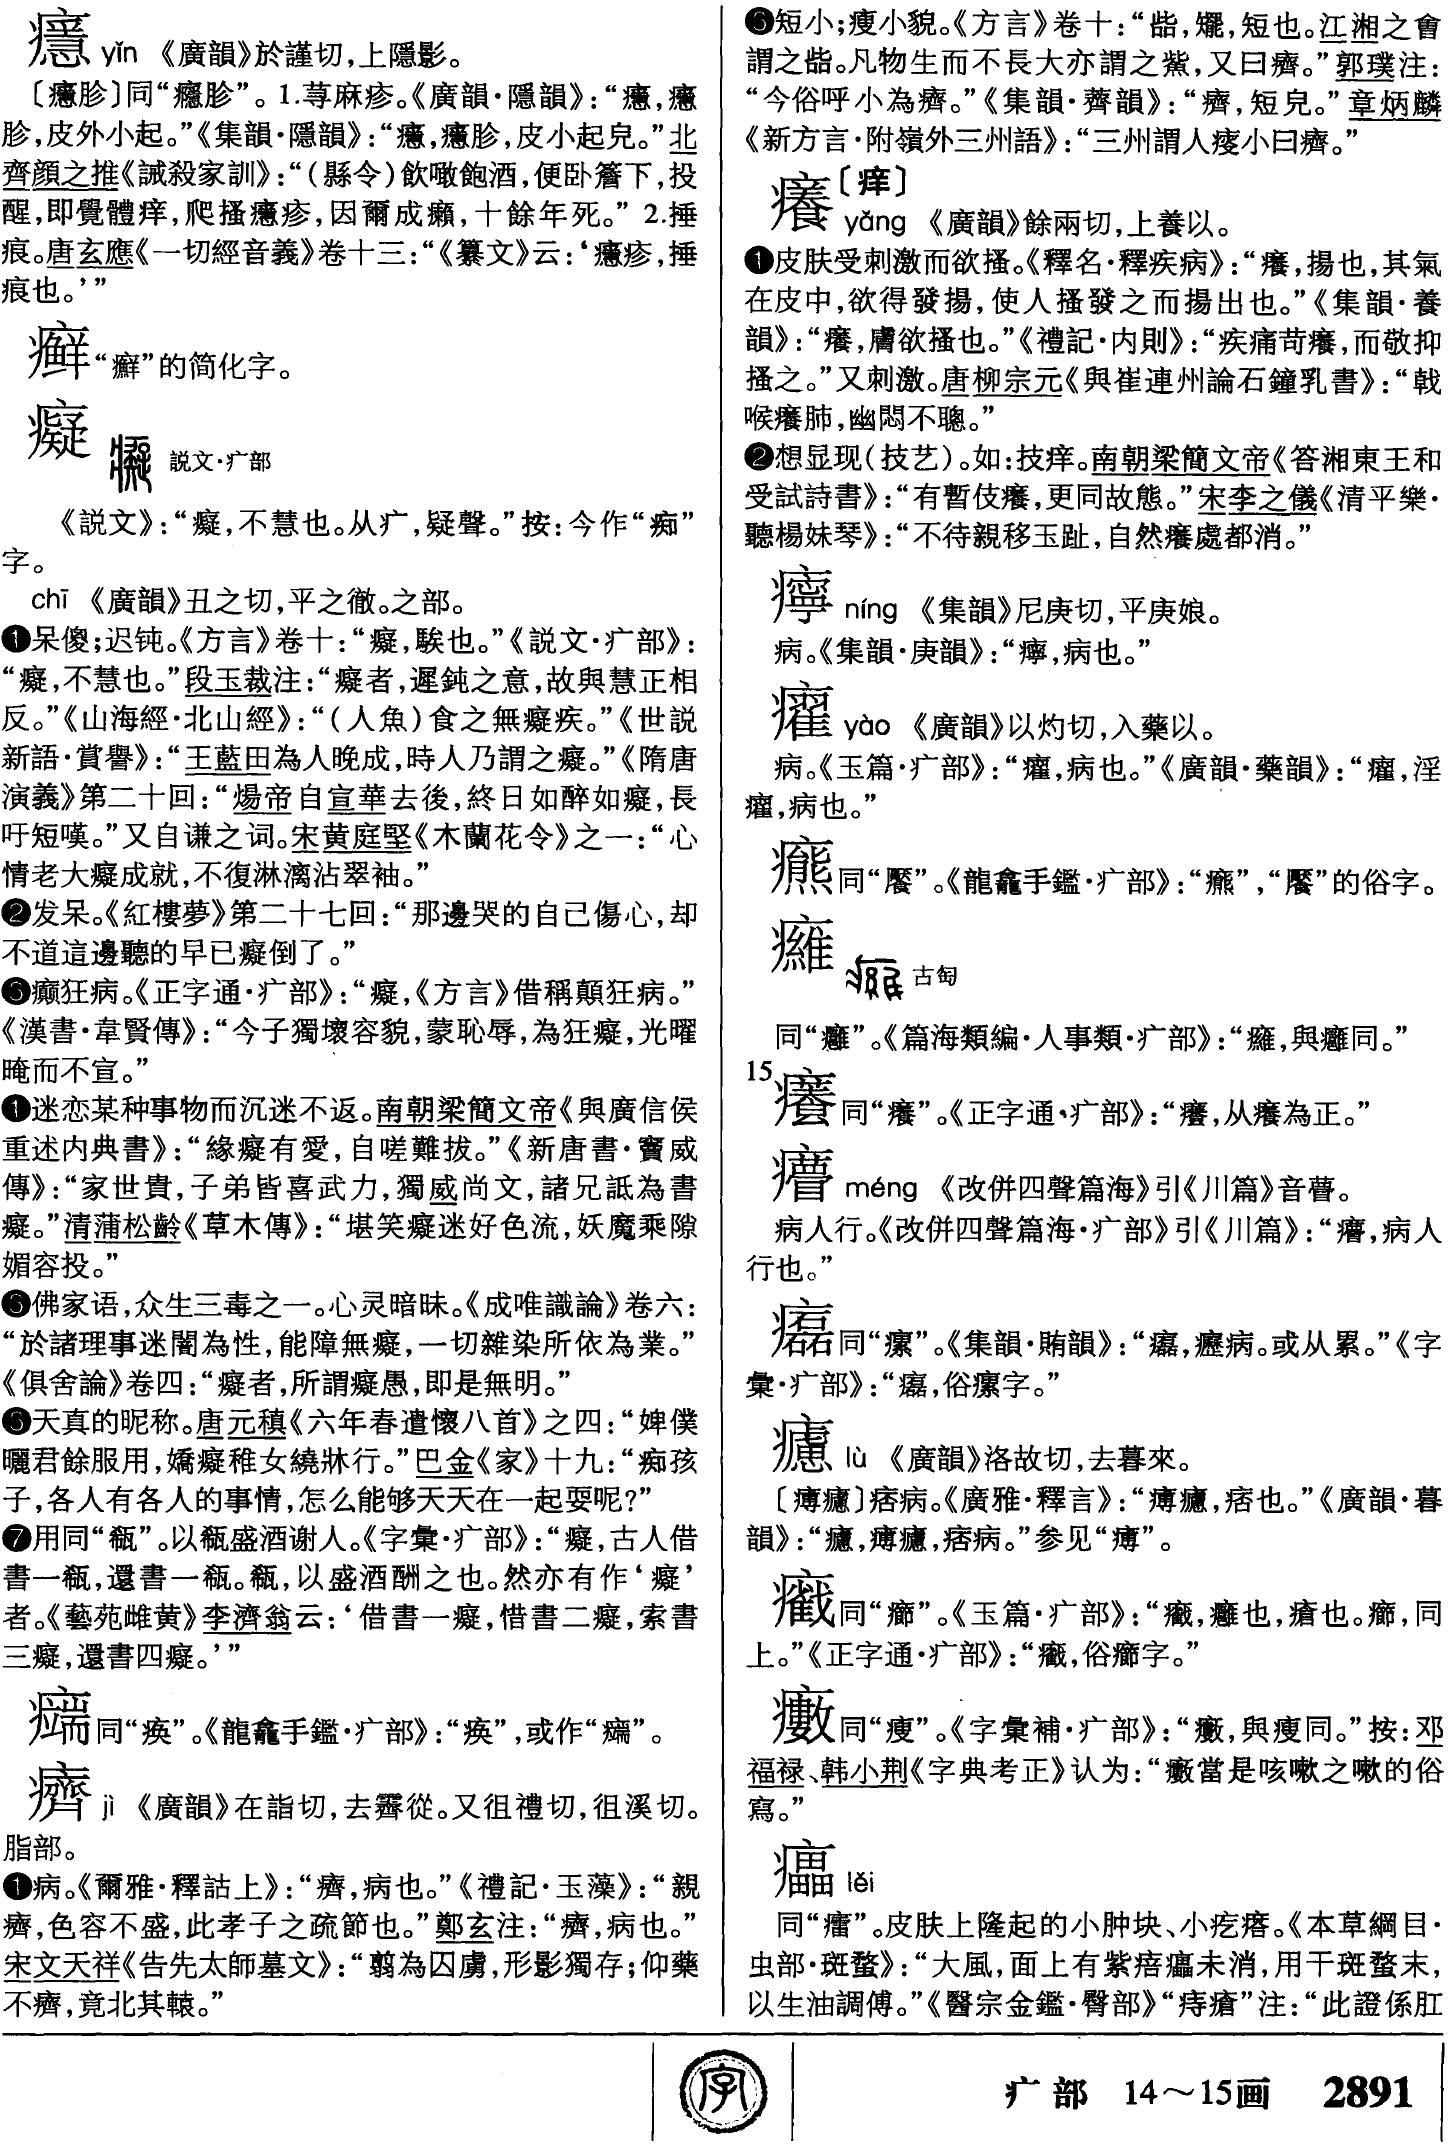 癮 yǐn 《廣韻》於謹切，上隱影。
〔癮胗〕同“癮胗”。1.荨麻疹。《廣韻·隱韻》：“癮，癮
胗，皮外小起。”《集韻·隱韻》：“癮，癮胗，皮小起皃。”北
齊顔之推《誡殺家訓》：“（縣令）飲噉飽酒，便卧簷下，投
醒，即覺體痒，爬搔癮疹，因爾成癩，十餘年死。”2.捶
痕。唐玄應《一切經音義》卷十三：“《纂文》云：‘癮疹，捶
痕也。’”
癣 “癬”的简化字。
癡 説文·疒部
《説文》：“癡，不慧也。从疒，疑聲。”按：今作“痴”
字。
chī 《廣韻》丑之切，平之徹。之部。
❶呆傻；迟钝。《方言》卷十：“癡，騃也。”《説文·疒部》：
“癡，不慧也。”段玉裁注：“癡者，遲鈍之意，故與慧正相
反。”《山海經·北山經》：“（人魚）食之無癡疾。”《世説
新語·賞譽》：“王藍田為人晚成，時人乃謂之癡。”《隋唐
演義》第二十回：“煬帝自宣華去後，終日如醉如癡，長
吁短嘆。”又自谦之词。宋黄庭堅《木蘭花令》之一：“心
情老大癡成就，不復淋漓沾翠袖。”
❷发呆。《紅樓夢》第二十七回：“那邊哭的自己傷心，却
不道這邊聽的早已癡倒了。”
❸癫狂病。《正字通·疒部》：“癡，《方言》借稱顛狂病。”
《漢書·韋賢傳》：“今子獨壞容貌，蒙恥辱，為狂癡，光曜
晻而不宣。”
❹迷恋某种事物而沉迷不返。南朝梁簡文帝《與廣信侯
重述内典書》：“緣癡有愛，自嗟難拔。”《新唐書·竇威
傳》：“家世貴，子弟皆喜武力，獨威尚文，諸兄詆為書
癡。”清蒲松齡《草木傳》：“堪笑癡迷好色流，妖魔乘隙
媚容投。”
❺佛家语，众生三毒之一。心灵暗昧。《成唯識論》卷六：
“於諸理事迷闇為性，能障無癡，一切雜染所依為業。”
《俱舍論》卷四：“癡者，所謂癡愚，即是無明。”
❻天真的昵称。唐元稹《六年春遣懷八首》之四：“婢僕
曬君餘服用，嬌癡稚女繞牀行。”巴金《家》十九：“痴孩
子，各人有各人的事情，怎么能够天天在一起耍呢？”
❼用同“瓻”。以瓻盛酒谢人。《字彙·疒部》：“癡，古人借
書一瓻，還書一瓻。瓻，以盛酒酬之也。然亦有作‘癡’
者。《藝苑雌黄》李濟翁云：‘借書一癡，惜書二癡，索書
三癡，還書四癡。’”
同“瘓”。《龍龕手鑑·疒部》：“瘓”，或作“𤻠”。
癠 jì 《廣韻》在詣切，去霽從。又徂禮切，徂溪切。
脂部。
❶病。《爾雅·釋詁上》：“癠，病也。”《禮記·玉藻》：“親
癠，色容不盛，此孝子之疏節也。”鄭玄注：“癠，病也。”
宋文天祥《告先太師墓文》：“翦為囚虜，形影獨存；仰藥
不癠，竟北其轅。”
❷短小；瘦小貌。《方言》卷十：“㱔，矲，短也。江湘之會
謂之㱔。凡物生而不長大亦謂之鮆，又曰癠。”郭璞注：
“今俗呼小為癠。”《集韻·薺韻》：“癠，短皃。”章炳麟
《新方言·附嶺外三州語》：“三州謂人痿小曰癠。”
癢〔痒〕
yǎng 《廣韻》餘兩切，上養以。
❶皮肤受刺激而欲搔。《釋名·釋疾病》：“癢，揚也，其氣
在皮中，欲得發揚，使人搔發之而揚出也。”《集韻·養
韻》：“癢，膚欲搔也。”《禮記·内則》：“疾痛苛癢，而敬抑
搔之。”又刺激。唐柳宗元《與崔連州論石鐘乳書》：“戟
喉癢肺，幽悶不聰。”
❷想显现（技艺）。如：技痒。南朝梁簡文帝《答湘東王和
受試詩書》：“有暫伎癢，更同故態。”宋李之儀《清平樂·
聽楊妹琴》：“不待親移玉趾，自然癢處都消。”
𤻝 níng 《集韻》尼庚切，平庚娘。
病。《集韻·庚韻》：“𤻝，病也。”
㿑 yào 《廣韻》以灼切，入藥以。
病。《玉篇·疒部》：“㿑，病也。”《廣韻·藥韻》：“㿑，淫
㿑，病也。”
同“饜”。《龍龕手鑑·疒部》：“”，“饜”的俗字。
癕 古匋
同“癰”。《篇海類編·人事類·疒部》：“癕，與癰同。”
15
同“癢”。《正字通·疒部》：“，从癢為正。”
méng 《改併四聲篇海》引《川篇》音瞢。
病人行。《改併四聲篇海·疒部》引《川篇》：“，病人
行也。”
癗 同“瘰”。《集韻·賄韻》：“，癧病。或从累。”《字
彙·疒部》：“，俗瘰字。”
㿖 lǜ 《廣韻》洛故切，去暮來。
〔㿖〕痞病。《廣雅·釋言》：“，痞也。”《廣韻·暮
韻》：“，痞病。”参见“”。
同“癤”。《玉篇·疒部》：“，癰也，瘡也。癤，同
上。”《正字通·疒部》：“，俗癤字。”
同“瘦”。《字彙補·疒部》：“，與瘦同。”按：邓
福禄、韩小荆《字典考正》认为：“當是咳嗽之嗽的俗
寫。”
lěi
同“癗”。皮肤上隆起的小肿块、小疙瘩。《本草綱目·
虫部·斑蝥》：“大風，面上有紫㾦未消，用干斑蝥末，
以生油調傅。”《醫宗金鑑·臀部》“痔瘡”注：“此證係肛
字
疒部 14～15画 2891